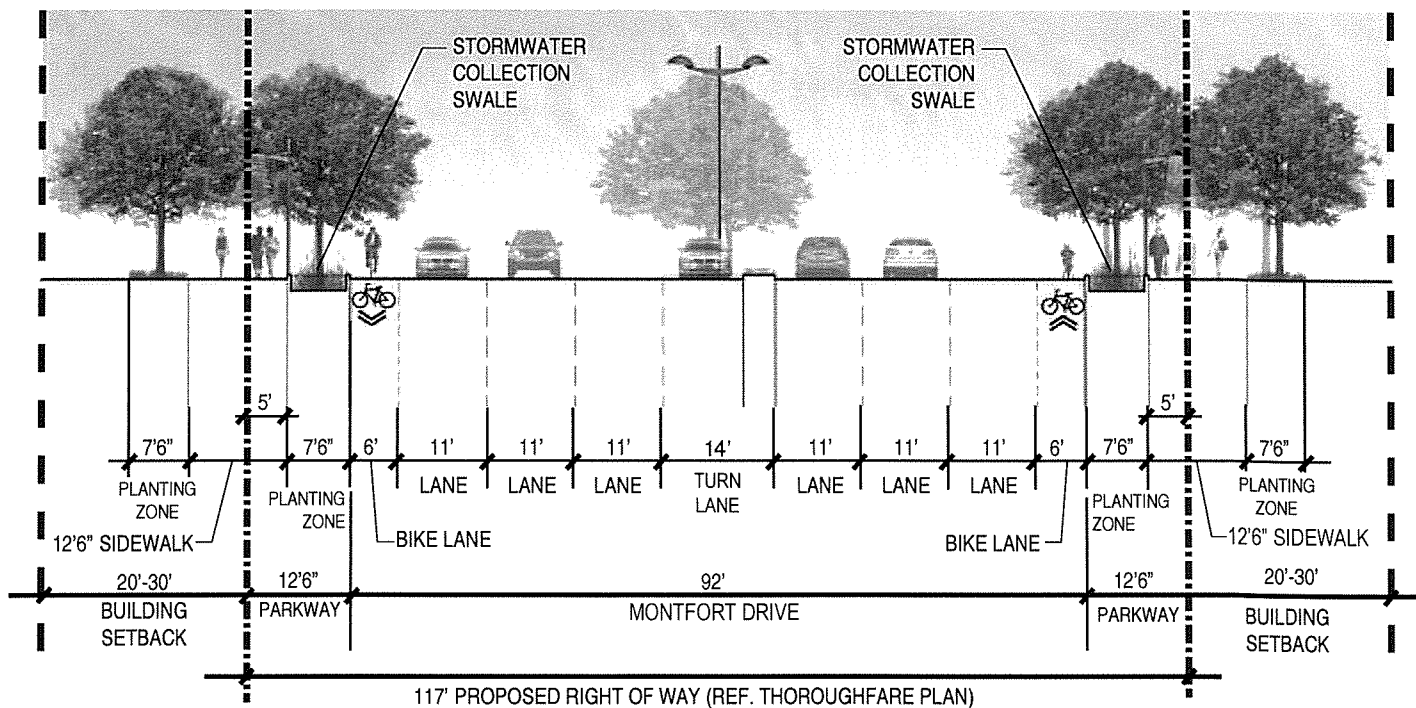 STORMWATER
COLLECTION
SWALE
STORMWATER
COLLECTION
SWALE
5'
5'
7'6"
7'6"
6'
11'
11'
11'
14'
11'
11'
11'
6'
7'6"
7'6"
PLANTING
ZONE
PLANTING
ZONE
LANE
LANE
LANE
TURN
LANE
LANE
LANE
LANE
PLANTING
ZONE
PLANTING
ZONE
12'6" SIDEWALK
BIKE LANE
BIKE LANE
12'6" SIDEWALK
20'-30'
12'6"
92'
12'6"
20'-30'
BUILDING
SETBACK
PARKWAY
MONTFORT DRIVE
PARKWAY
BUILDING
SETBACK
117' PROPOSED RIGHT OF WAY (REF. THOROUGHFARE PLAN)